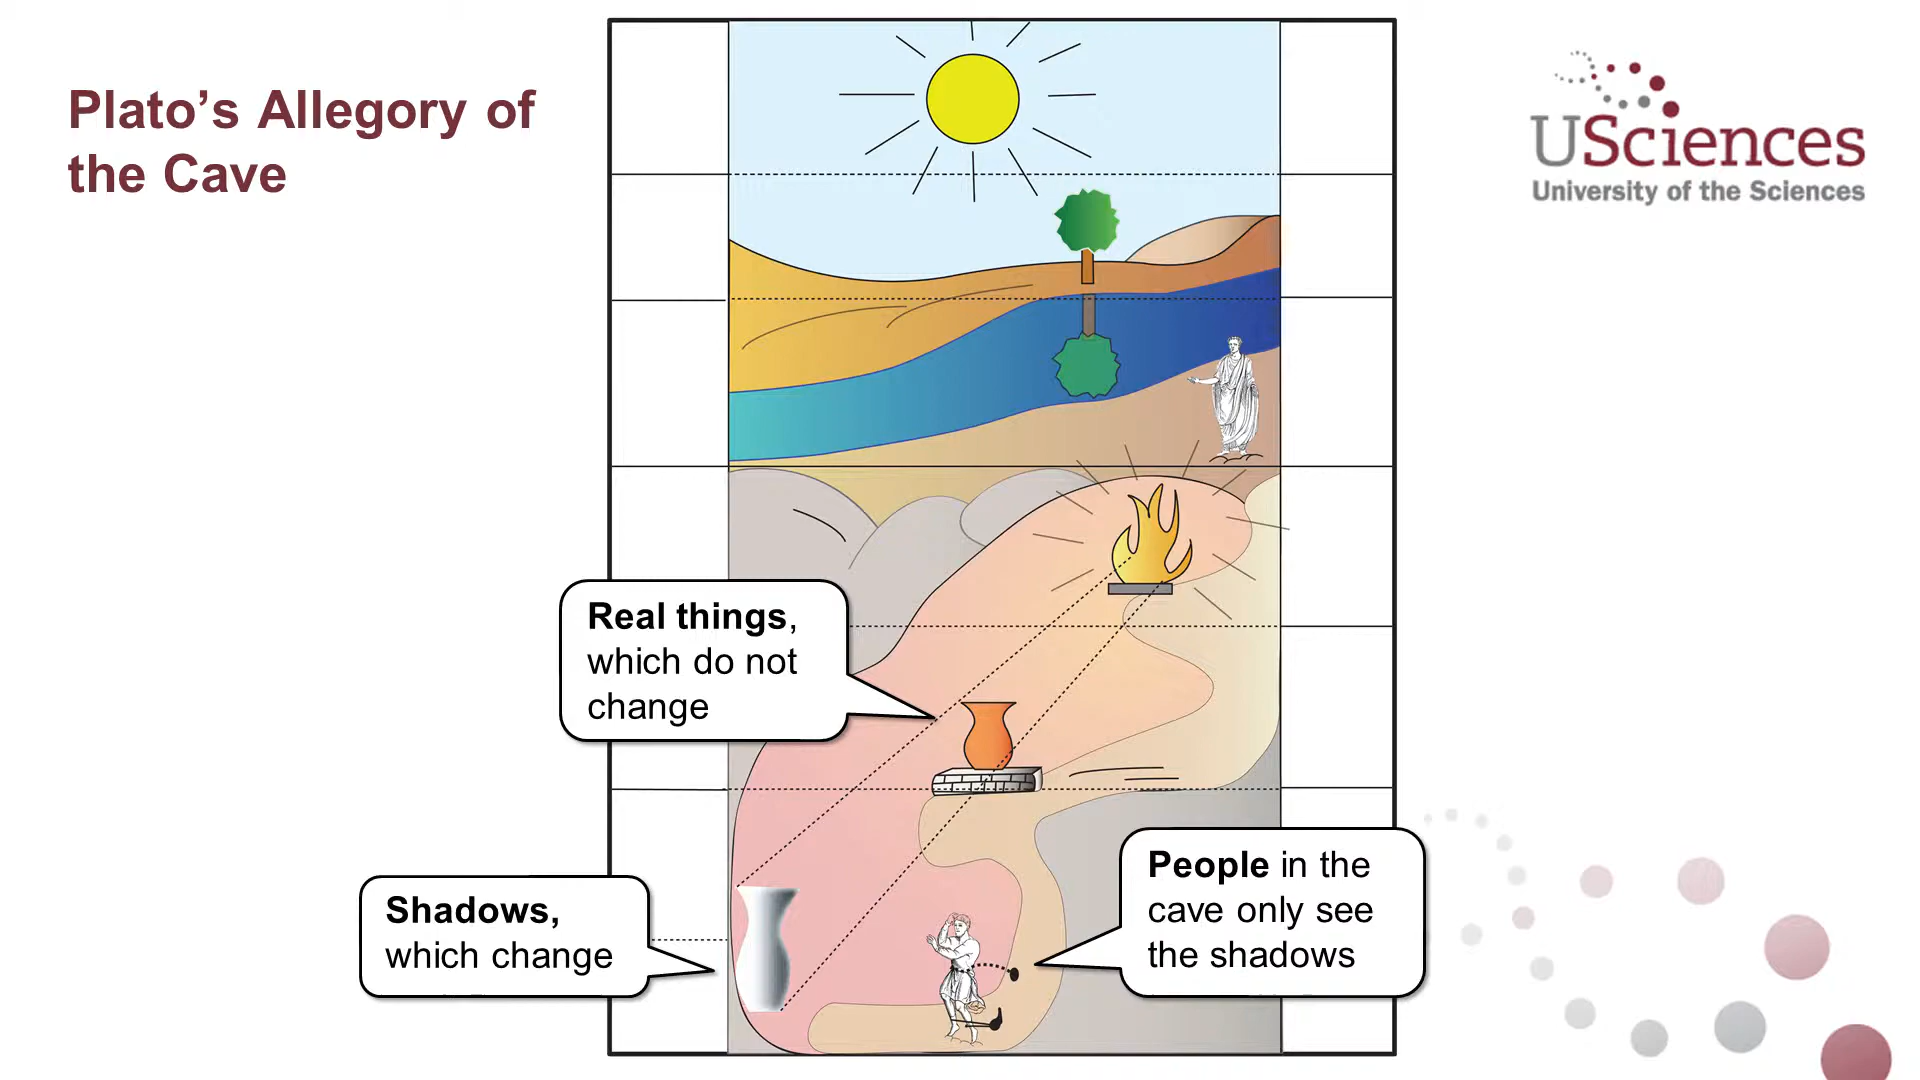 Plato’s Allegory of
the Cave
USciences
University of the Sciences
Real things,
which do not
change
Shadows,
which change
People in the
cave only see
the shadows